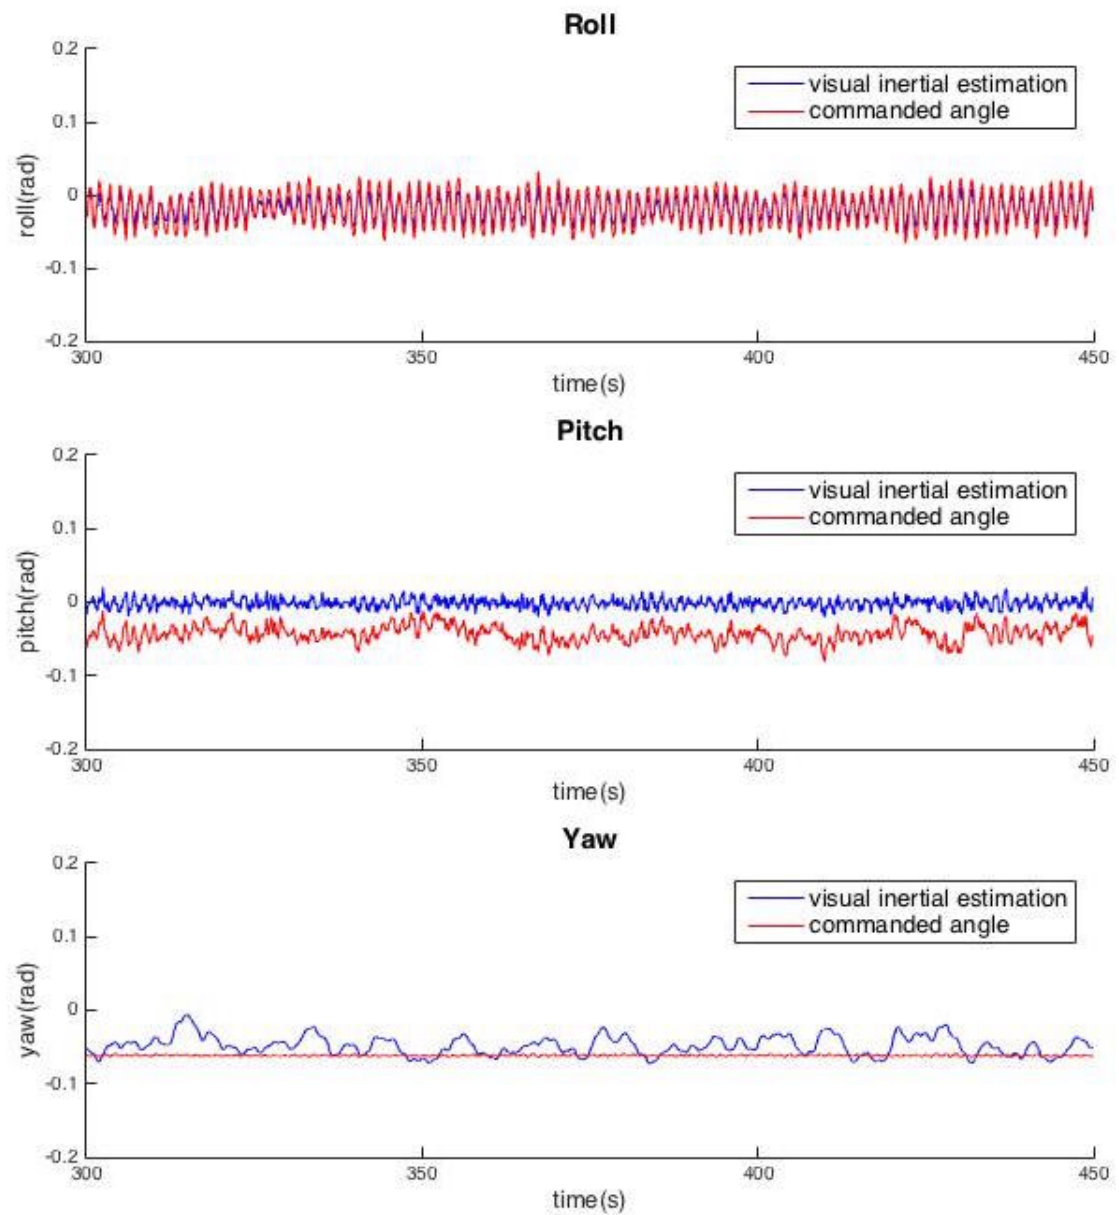 Roll
0.2
visual inertial estimation
commanded angle
0.1
roll(rad)
0
-0.1
-0.2
300
350
400
450
time(s)
Pitch
0.2
visual inertial estimation
commanded angle
0.1
pitch(rad)
0
-0.1
-0.2
300
350
400
450
time(s)
Yaw
0.2
visual inertial estimation
commanded angle
0.1
yaw(rad)
0
-0.1
-0.2
300
350
400
450
time(s)